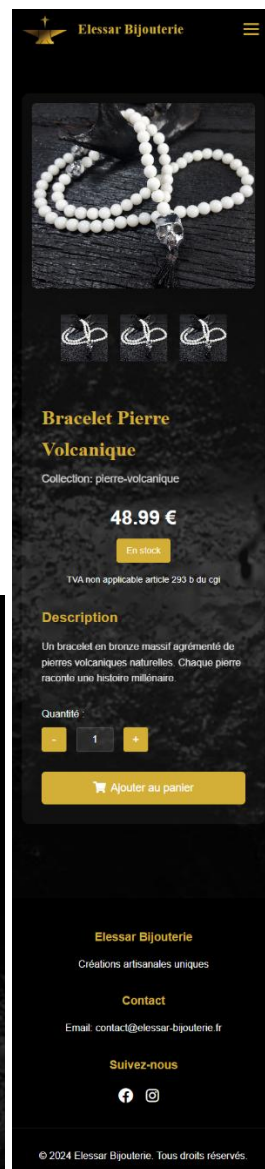 Elessar Bijouterie
Bracelet Pierre
Volcanique
Collection: pierre-volcanique
48.99 €
En stock
TVA non applicable article 293 b du cgi
Description
Un bracelet en bronze massif agrémenté de
pierres volcaniques naturelles. Chaque pierre
raconte une histoire millénaire.
Quantité :
- 1 +
Ajouter au panier
Elessar Bijouterie
Créations artisanales uniques
Contact
Email: contact@elessar-bijouterie.fr
Suivez-nous
© 2024 Elessar Bijouterie. Tous droits réservés.